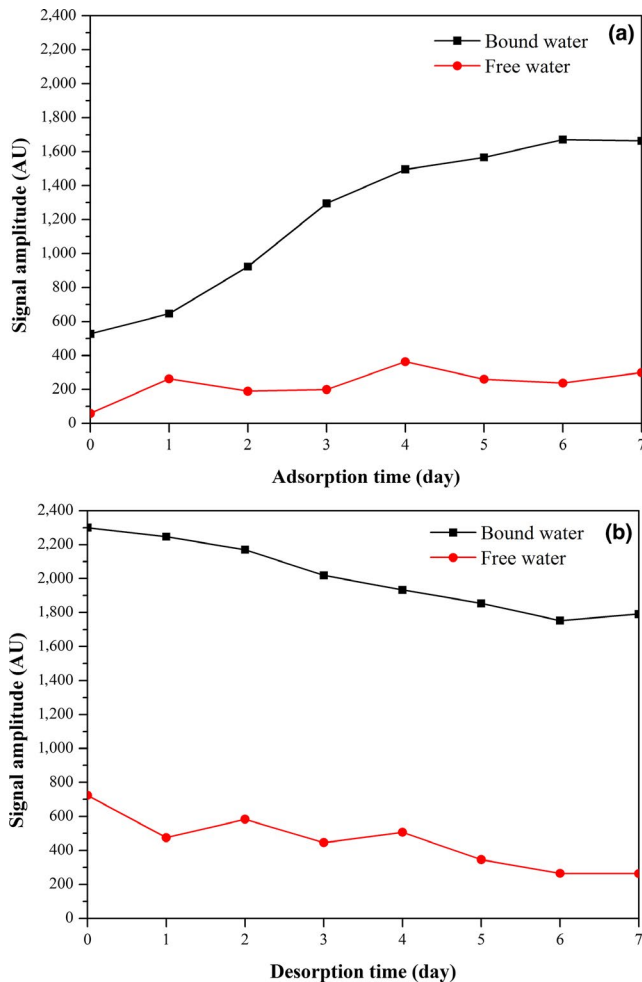 2,400
2,200
2,000
1,800
1,600
1,400
1,200
1,000
800
600
400
200
0
Signal amplitude (AU)
Bound water
Free water
(a)
0 1 2 3 4 5 6 7
Adsorption time (day)
2,400
2,200
2,000
1,800
1,600
1,400
1,200
1,000
800
600
400
200
0
Signal amplitude (AU)
Bound water
Free water
(b)
0 1 2 3 4 5 6 7
Desorption time (day)